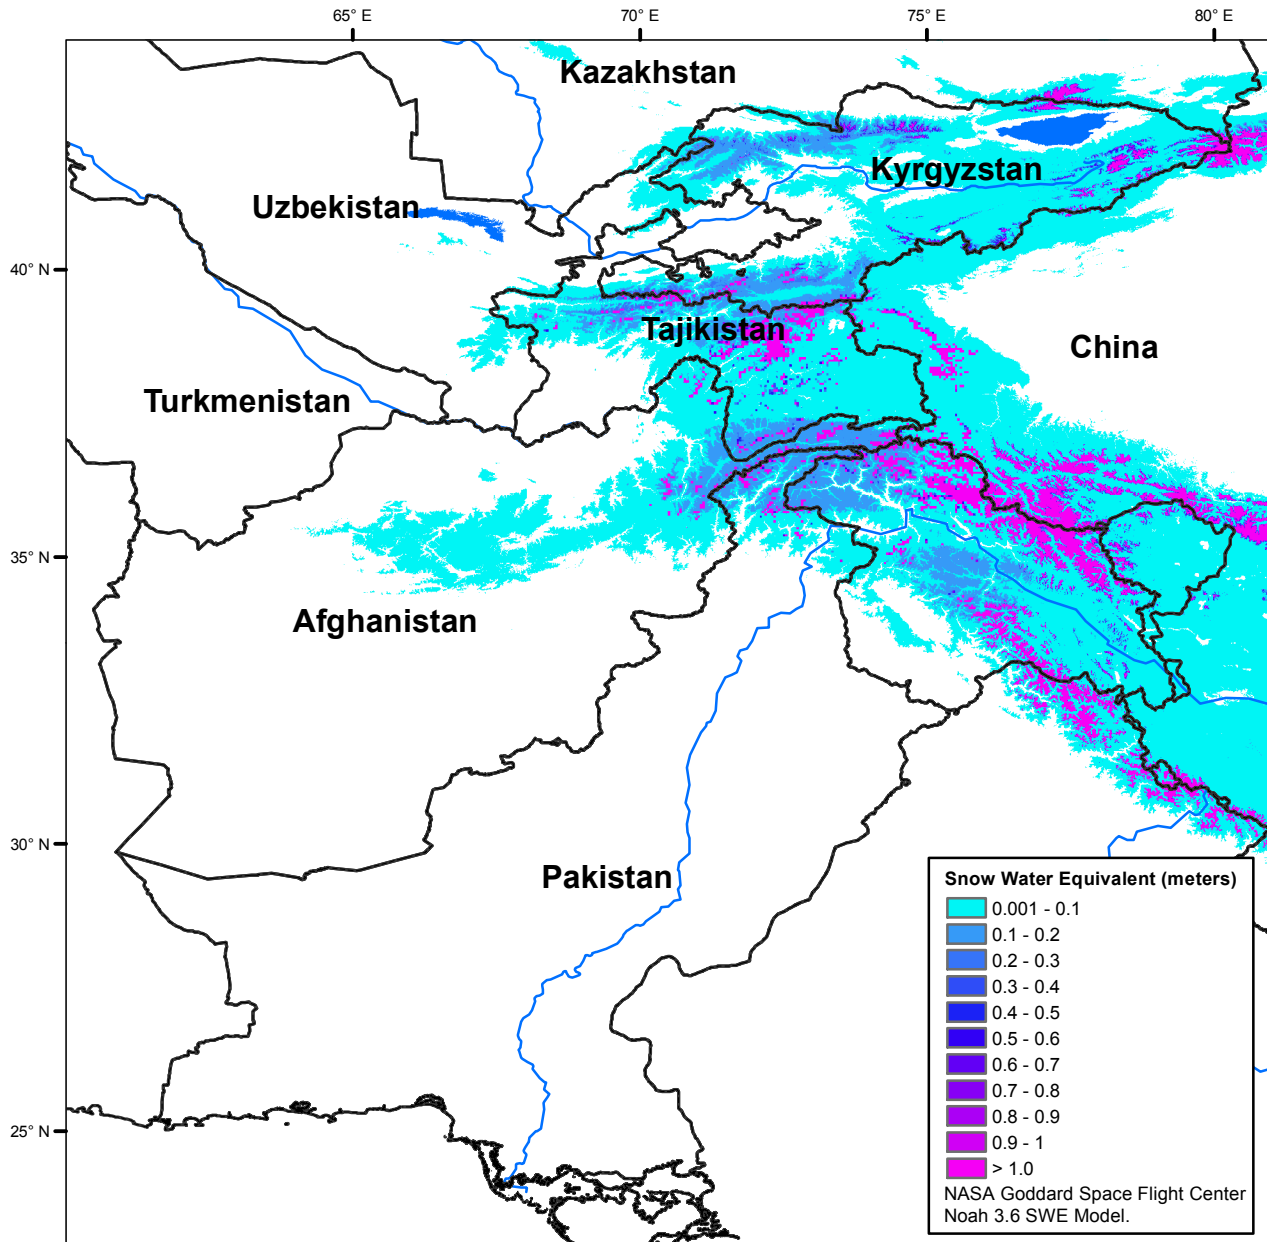 65° E
70° E
75° E
80° E
Kazakhstan
Kyrgyzstan
Uzbekistan
40° N
Tajikistan
China
Turkmenistan
35° N
Afghanistan
30° N
Pakistan
25° N
Snow Water Equivalent (meters)
0.001 - 0.1
0.1 - 0.2
0.2 - 0.3
0.3 - 0.4
0.4 - 0.5
0.5 - 0.6
0.6 - 0.7
0.7 - 0.8
0.8 - 0.9
0.9 - 1
> 1.0
NASA Goddard Space Flight Center
Noah 3.6 SWE Model.